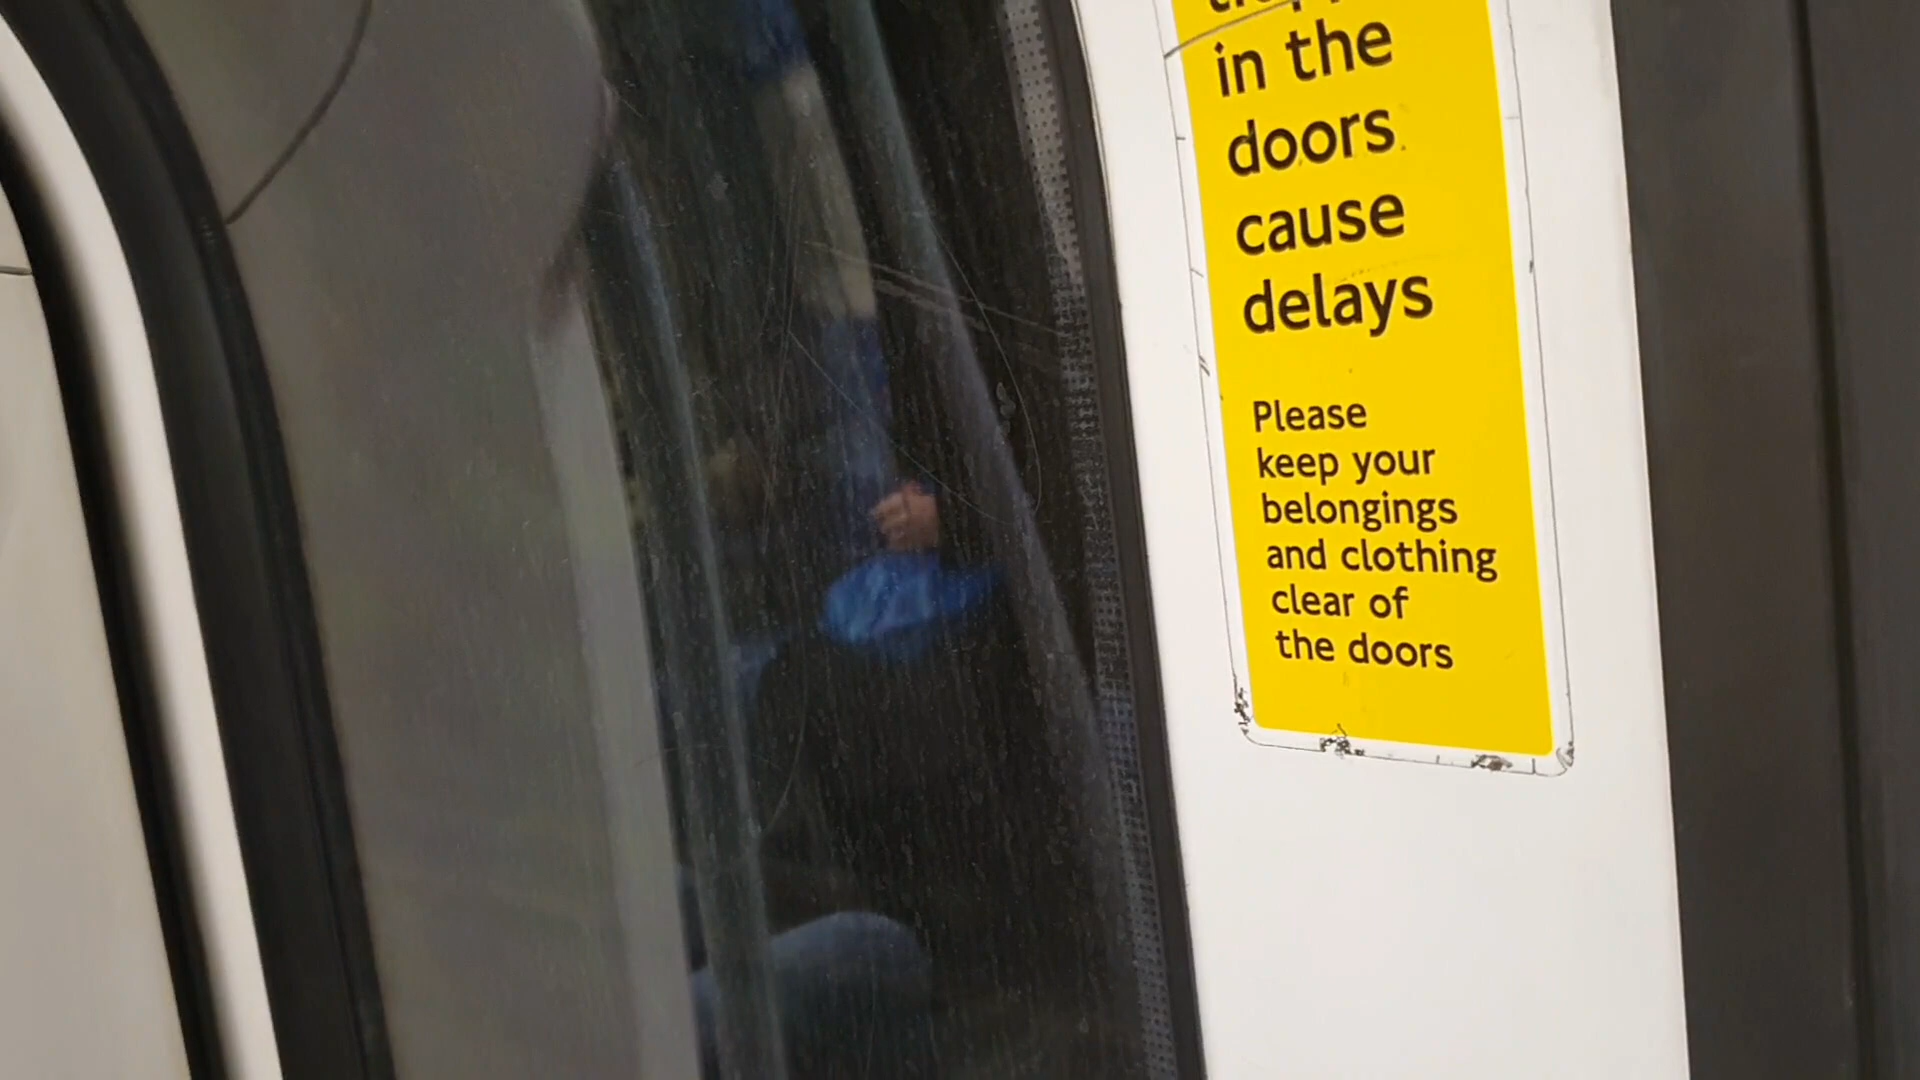 in the
doors
cause
delays
Please
keep your
belongings
and clothing
clear of
the doors